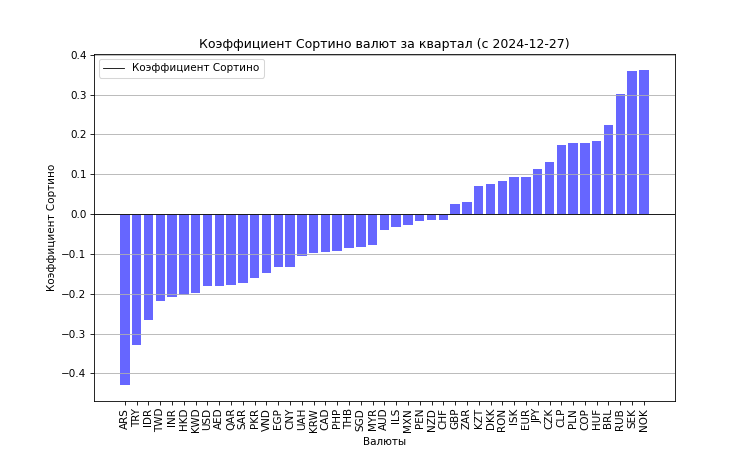 Коэффициент Сортино валют за квартал (с 2024-12-27)
Коэффициент Сортино
0.4
0.3
0.2
0.1
0.0
−0.1
−0.2
−0.3
−0.4
Коэффициент Сортино
ARS TRY IDR TWD INR HKD KWD USD AED QAR SAR PKR VND EGP CNY UAH KRW CAD PHP THB SGD MYR AUD ILS MXN PEN NZD CHF GBP ZAR KZT DKK RON ISK EUR JPY CZK CLP PLN COP HUF BRL RUB SEK NOK
Валюты